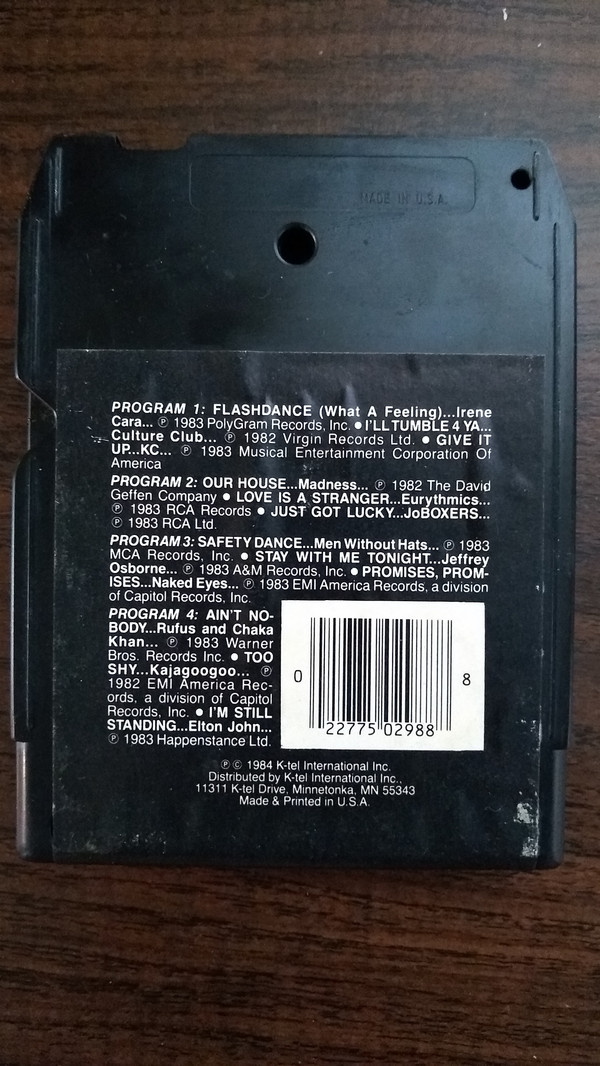 MADE IN U.S.A.
PROGRAM 1: FLASHDANCE (What A Feeling)...Irene
Cara... ℗ 1983 PolyGram Records, Inc. ● I'LL TUMBLE 4 YA...
Culture Club... ℗ 1982 Virgin Records Ltd. ● GIVE IT
UP...KC... ℗ 1983 Musical Entertainment Corporation Of
America
PROGRAM 2: OUR HOUSE...Madness... ℗ 1982 The David
Geffen Company ● LOVE IS A STRANGER...Eurythmics...
℗ 1983 RCA Records ● JUST GOT LUCKY...JoBOXERS...
℗ 1983 RCA Ltd.
PROGRAM 3: SAFETY DANCE...Men Without Hats... ℗ 1983
MCA Records, Inc. ● STAY WITH ME TONIGHT...Jeffrey
Osborne... ℗ 1983 A&M Records, Inc. ● PROMISES, PROM-
ISES...Naked Eyes... ℗ 1983 EMI America Records, a division
of Capitol Records, Inc.
PROGRAM 4: AIN'T NO-
BODY...Rufus and Chaka
Khan... ℗ 1983 Warner
Bros. Records Inc. ● TOO
SHY...Kajagoogoo... ℗
1982 EMI America Rec-
ords, a division of Capitol
Records, Inc. ● I'M STILL
STANDING...Elton John...
℗ 1983 Happenstance Ltd.
0 22775 02988 8
℗ © 1984 K-tel International Inc.
Distributed by K-tel International Inc.,
11311 K-tel Drive, Minnetonka, MN 55343
Made & Printed in U.S.A.